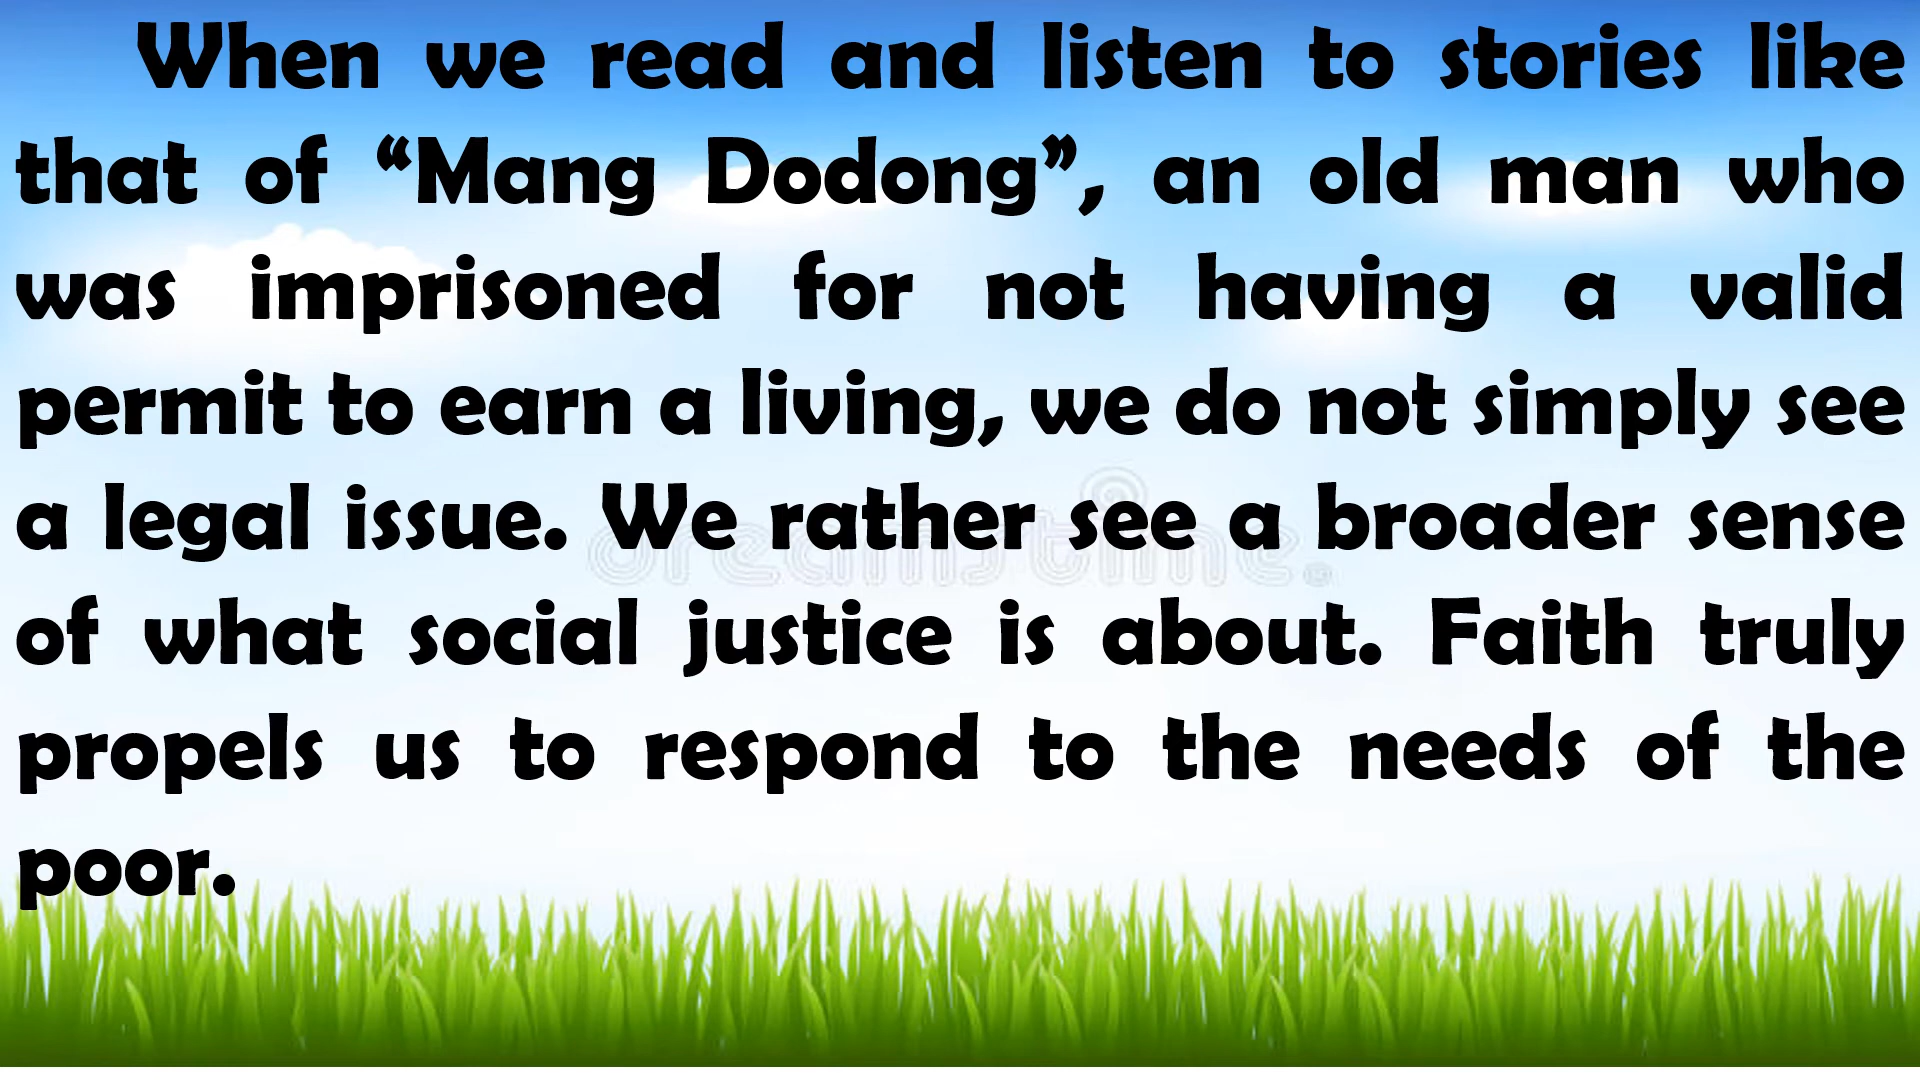 When we read and listen to stories like
that of “Mang Dodong”, an old man who
was imprisoned for not having a valid
permit to earn a living, we do not simply see
a legal issue. We rather see a broader sense
of what social justice is about. Faith truly
propels us to respond to the needs of the
poor.
dreamstime.